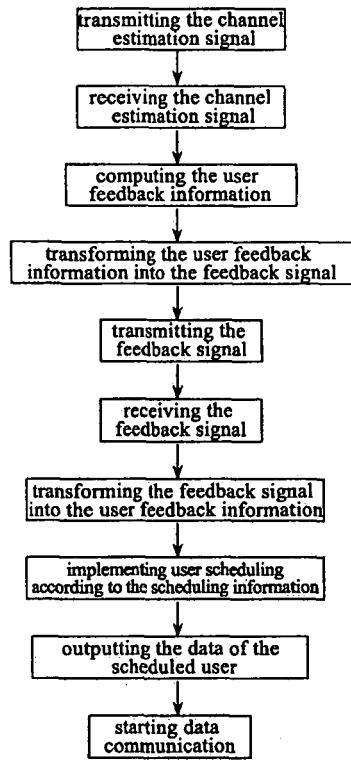 transmitting the channel
estimation signal
receiving the channel
estimation signal
computing the user
feedback information
transforming the user feedback
information into the feedback signal
transmitting the
feedback signal
receiving the
feedback signal
transforming the feedback signal
into the user feedback information
implementing user scheduling
according to the scheduling information
outputting the data of the
scheduled user
starting data
communication